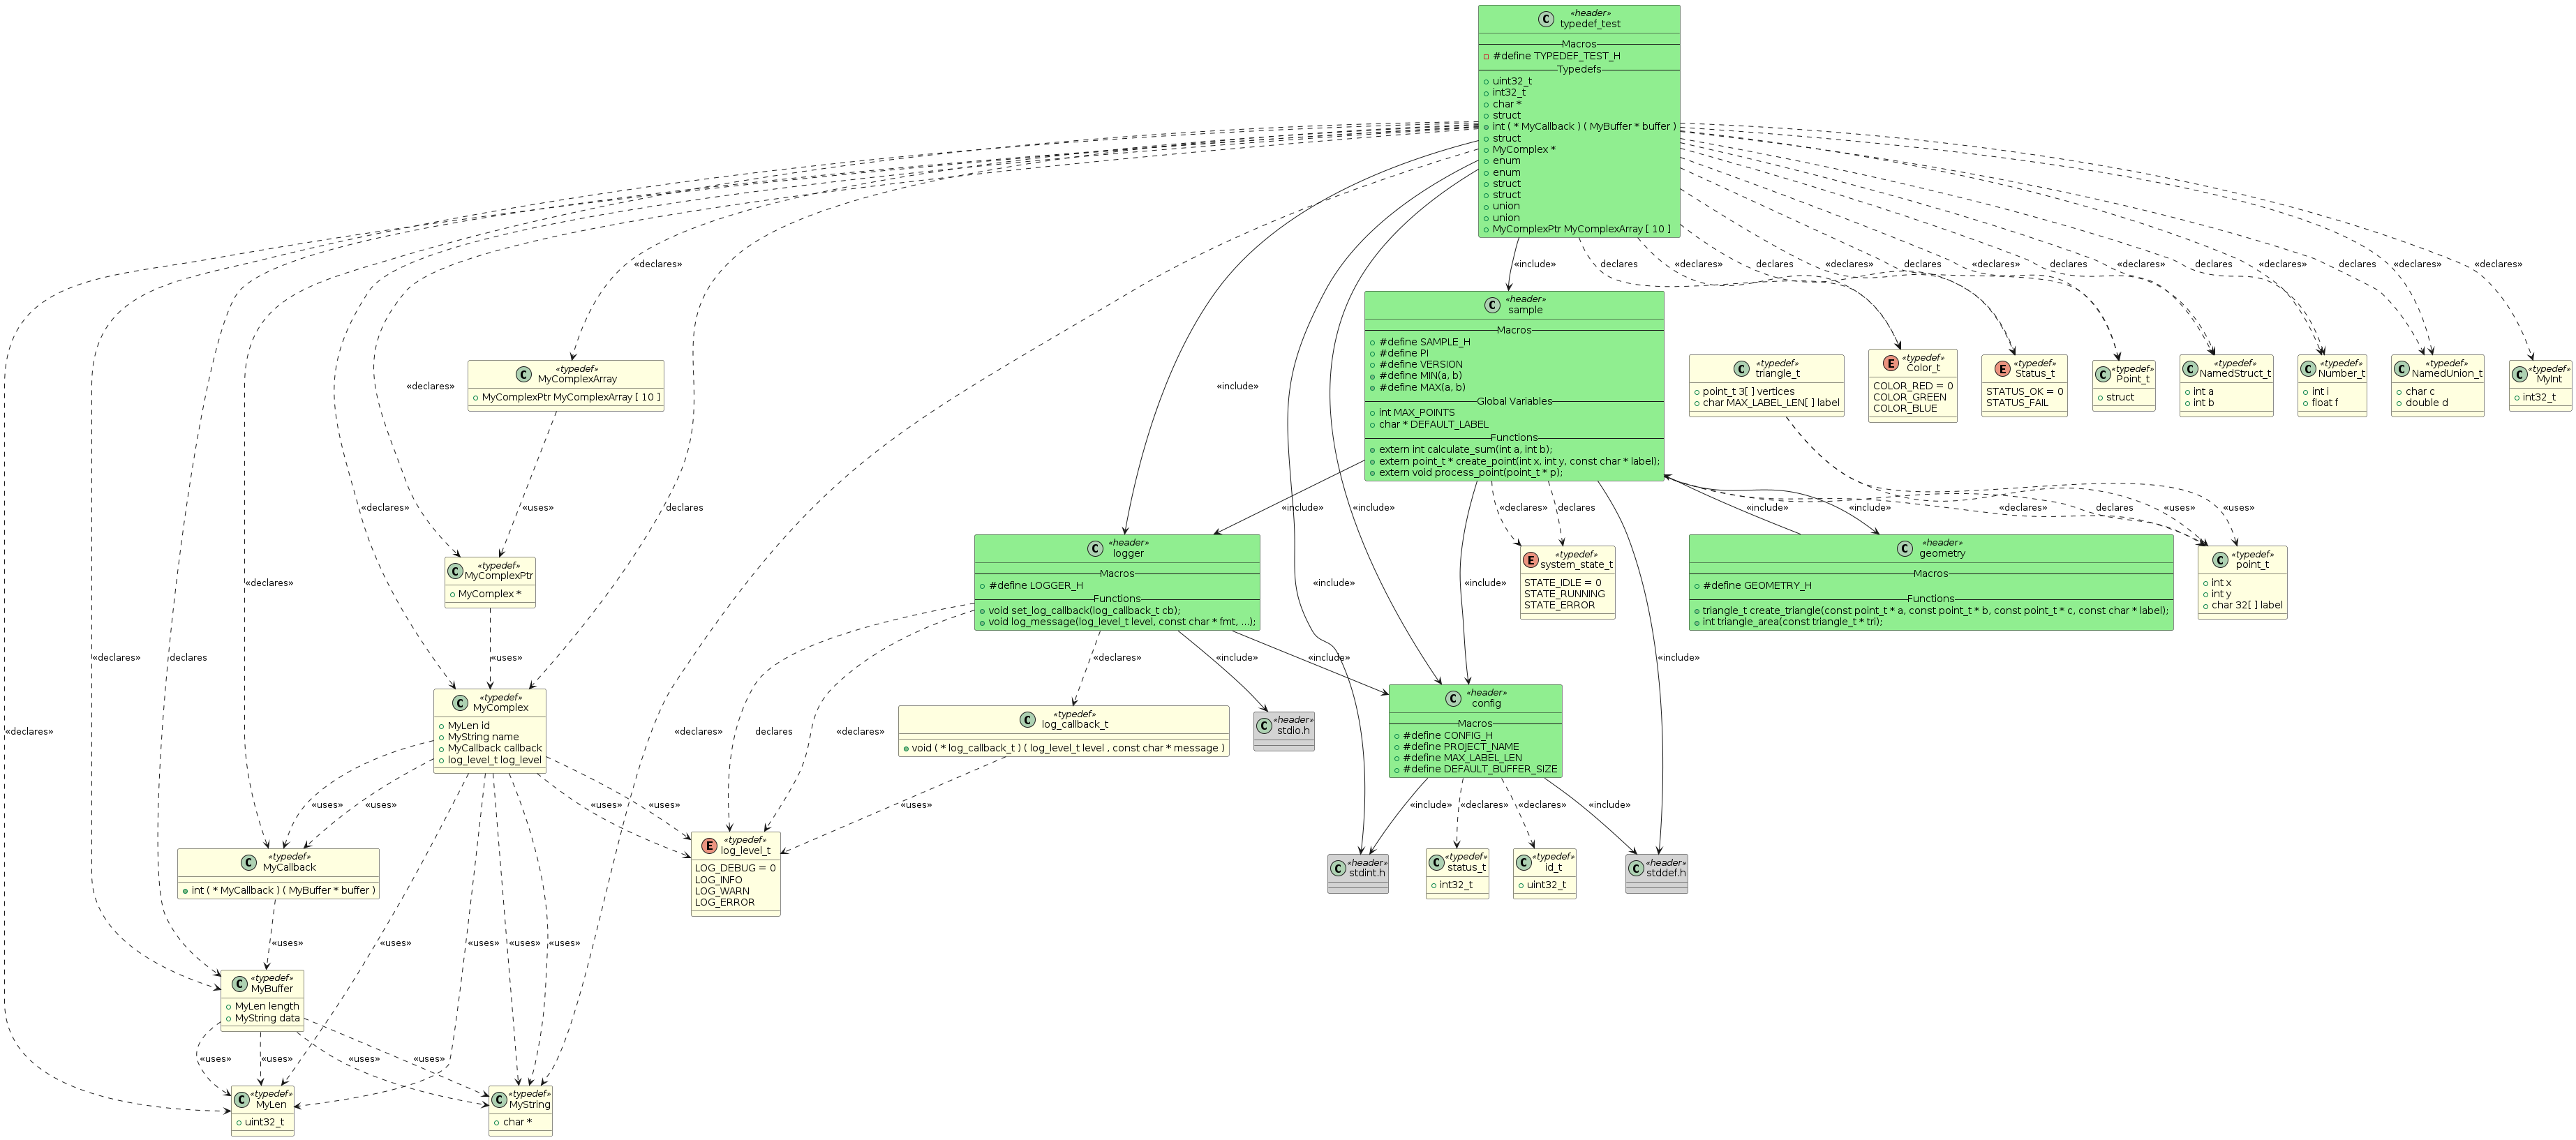 «header»
typedef_test
Macros
#define TYPEDEF_TEST_H
Typedefs
uint32_t
int32_t
char *
struct
int ( * MyCallback ) ( MyBuffer * buffer )
struct
MyComplex *
enum
enum
struct
struct
union
union
MyComplexPtr MyComplexArray [ 10 ]
«declares»
«include»
declares
«declares»
declares
«declares»
declares
«declares»
declares
«declares»
declares
«declares»
declares
«declares»
«declares»
«header»
sample
Macros
#define SAMPLE_H
#define PI
#define VERSION
#define MIN(a, b)
#define MAX(a, b)
Global Variables
int MAX_POINTS
char * DEFAULT_LABEL
Functions
extern int calculate_sum(int a, int b);
extern point_t * create_point(int x, int y, const char * label);
extern void process_point(point_t * p);
«typedef»
MyComplexArray
MyComplexPtr MyComplexArray [ 10 ]
«typedef»
triangle_t
point_t 3[ ] vertices
char MAX_LABEL_LEN[ ] label
«typedef»
Color_t
COLOR_RED = 0
COLOR_GREEN
COLOR_BLUE
«typedef»
Status_t
STATUS_OK = 0
STATUS_FAIL
«typedef»
Point_t
struct
«typedef»
NamedStruct_t
int a
int b
«typedef»
Number_t
int i
float f
«typedef»
NamedUnion_t
char c
double d
«typedef»
MyInt
int32_t
«declares»
«include»
«declares»
declares
«uses»
«include»
«include»
«include»
«declares»
declares
«include»
«include»
«declares»
declares
«uses»
«uses»
«typedef»
MyComplexPtr
MyComplex *
«header»
logger
Macros
#define LOGGER_H
Functions
void set_log_callback(log_callback_t cb);
void log_message(log_level_t level, const char * fmt, ...);
«typedef»
system_state_t
STATE_IDLE = 0
STATE_RUNNING
STATE_ERROR
«header»
geometry
Macros
#define GEOMETRY_H
Functions
triangle_t create_triangle(const point_t * a, const point_t * b, const point_t * c, const char * label);
int triangle_area(const triangle_t * tri);
«typedef»
point_t
int x
int y
char 32[ ] label
«declares»
«include»
«declares»
declares
«uses»
«declares»
«include»
«include»
«include»
«typedef»
MyComplex
MyLen id
MyString name
MyCallback callback
log_level_t log_level
«typedef»
log_callback_t
void ( * log_callback_t ) ( log_level_t level , const char * message )
«header»
stdio.h
«header»
config
Macros
#define CONFIG_H
#define PROJECT_NAME
#define MAX_LABEL_LEN
#define DEFAULT_BUFFER_SIZE
«declares»
«declares»
declares
«declares»
«uses»
«uses»
«uses»
«uses»
«uses»
«include»
«declares»
«declares»
«include»
«typedef»
MyCallback
int ( * MyCallback ) ( MyBuffer * buffer )
«typedef»
log_level_t
LOG_DEBUG = 0
LOG_INFO
LOG_WARN
LOG_ERROR
«header»
stdint.h
«typedef»
status_t
int32_t
«typedef»
id_t
uint32_t
«header»
stddef.h
«uses»
«uses»
«uses»
«uses»
«uses»
«typedef»
MyBuffer
MyLen length
MyString data
«uses»
«uses»
«uses»
«uses»
«typedef»
MyLen
uint32_t
«typedef»
MyString
char *